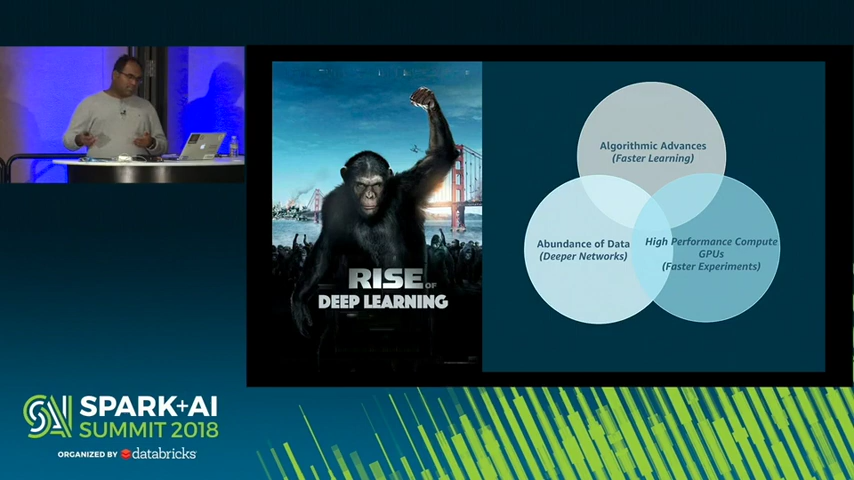 RISE OF
DEEP LEARNING
Algorithmic Advances
(Faster Learning)
Abundance of Data
(Deeper Networks)
High Performance Compute
GPUs
(Faster Experiments)
SPARK+AI
SUMMIT 2018
ORGANIZED BY databricks